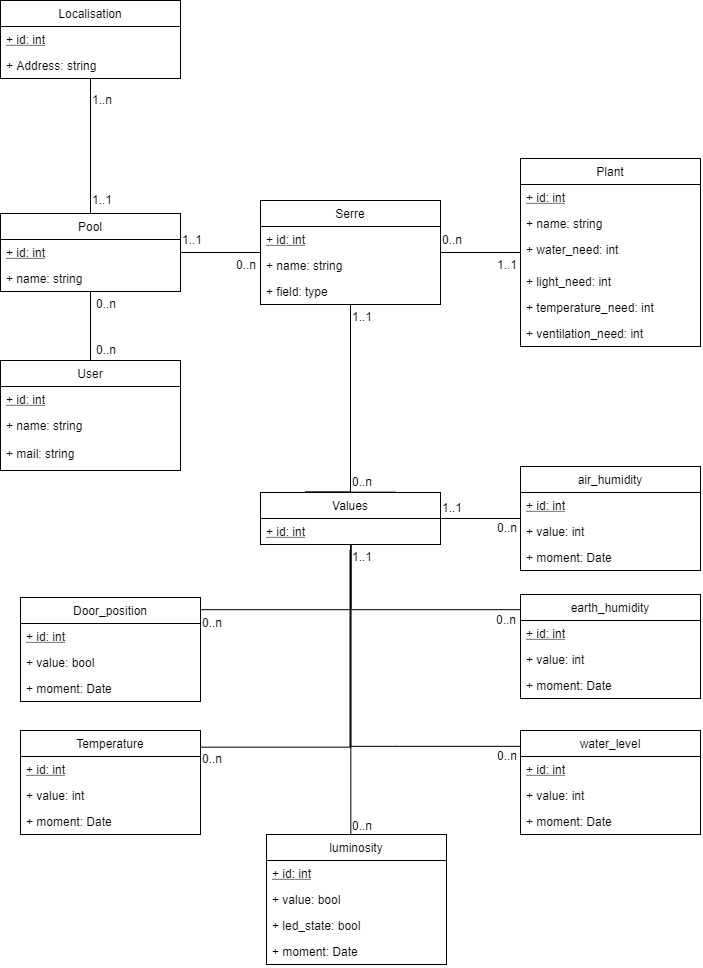 Localisation
+ id: int
+ Address: string
1..n
1..1
Pool
+ id: int
+ name: string
1..1
0..n
Serre
+ id: int
+ name: string
+ field: type
0..n
1..1
Plant
+ id: int
+ name: string
+ water_need: int
+ light_need: int
+ temperature_need: int
+ ventilation_need: int
0..n
0..n
User
+ id: int
+ name: string
+ mail: string
1..1
0..n
Values
+ id: int
1..1
0..n
air_humidity
+ id: int
+ value: int
+ moment: Date
1..1
Door_position
+ id: int
+ value: bool
+ moment: Date
0..n
0..n
earth_humidity
+ id: int
+ value: int
+ moment: Date
Temperature
+ id: int
+ value: int
+ moment: Date
0..n
0..n
water_level
+ id: int
+ value: int
+ moment: Date
0..n
luminosity
+ id: int
+ value: bool
+ led_state: bool
+ moment: Date